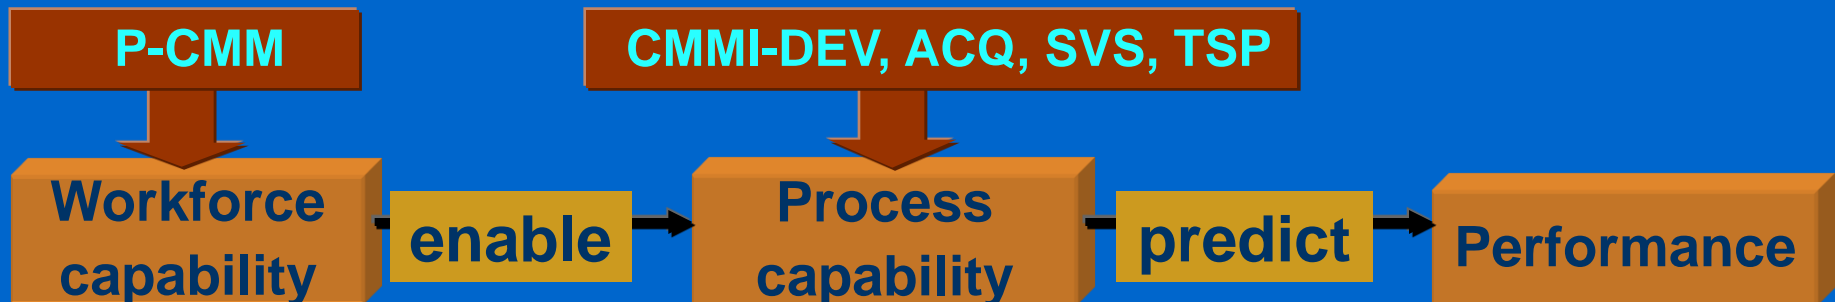 P-CMM
CMMI-DEV, ACQ, SVS, TSP
Workforce
capability
enable
Process
capability
predict
Performance